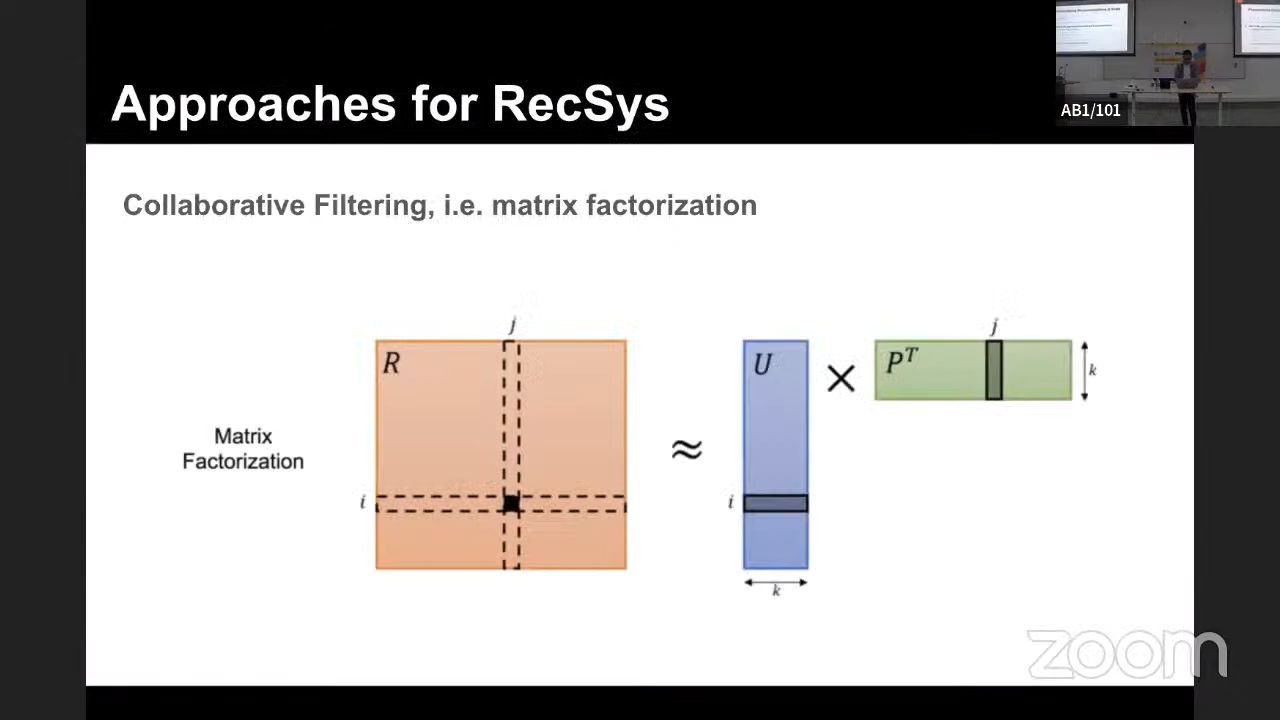 Approaches for RecSys
AB1/101
Collaborative Filtering, i.e. matrix factorization
j
j
R
U
×
P^T
k
Matrix
Factorization
≈
i
i
k
zoom